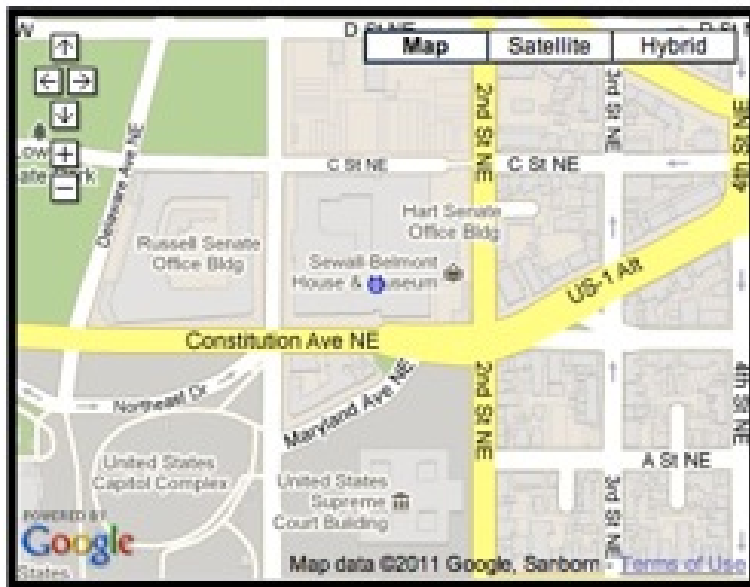 D St NE
Map
Satellite
Hybrid
Delaware Ave NE
2nd St NE
3rd St NE
4th St NE
C St NE
C St NE
Hart Senate
Office Bldg
Russell Senate
Office Bldg
Sewall-Belmont
House & Museum
US-1 Alt
Constitution Ave NE
Northeast Dr
Maryland Ave NE
2nd St NE
4th St NE
A St NE
United States
Capitol Complex
United States
Supreme
Court Building
3rd St NE
POWERED BY
Google
States
Map data ©2011 Google, Sanborn - Terms of Use